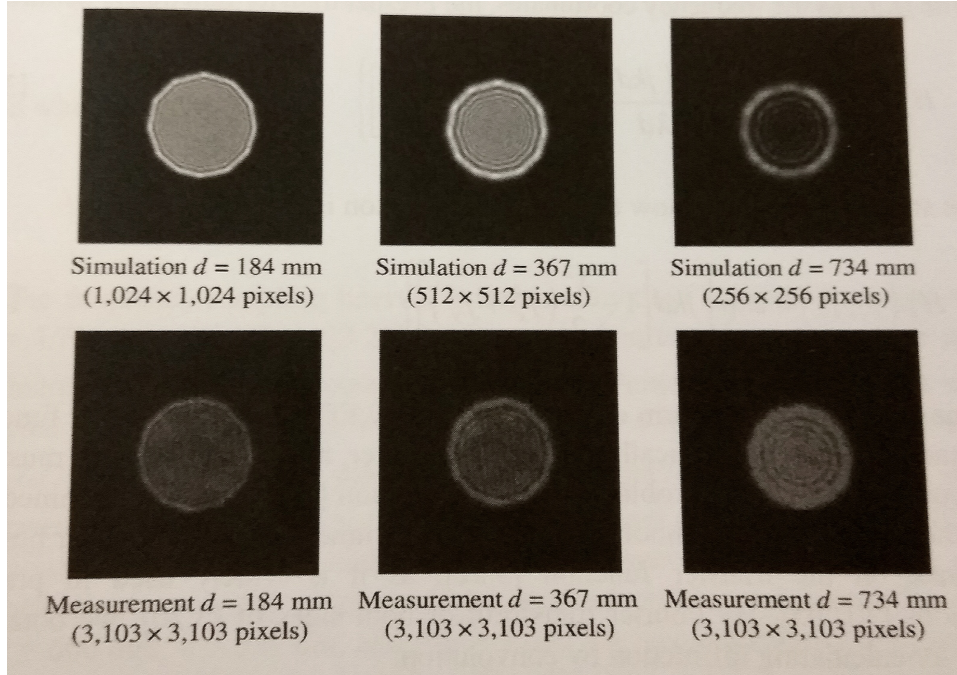 Simulation d = 184 mm
(1,024 × 1,024 pixels)
Simulation d = 367 mm
(512 × 512 pixels)
Simulation d = 734 mm
(256 × 256 pixels)
Measurement d = 184 mm
(3,103 × 3,103 pixels)
Measurement d = 367 mm
(3,103 × 3,103 pixels)
Measurement d = 734 mm
(3,103 × 3,103 pixels)